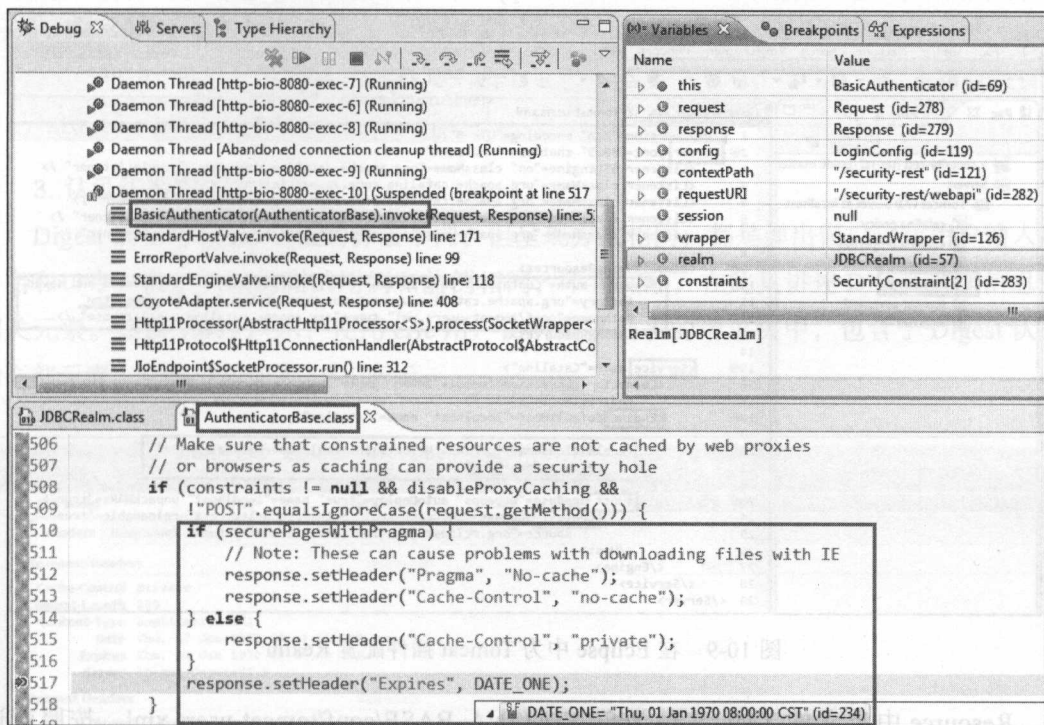 Debug Servers Type Hierarchy
Daemon Thread [http-bio-8080-exec-7] (Running)
Daemon Thread [http-bio-8080-exec-6] (Running)
Daemon Thread [http-bio-8080-exec-8] (Running)
Daemon Thread [Abandoned connection cleanup thread] (Running)
Daemon Thread [http-bio-8080-exec-9] (Running)
Daemon Thread [http-bio-8080-exec-10] (Suspended (breakpoint at line 517
BasicAuthenticator(AuthenticatorBase).invoke(Request, Response) line: 5
StandardHostValve.invoke(Request, Response) line: 171
ErrorReportValve.invoke(Request, Response) line: 99
StandardEngineValve.invoke(Request, Response) line: 118
CoyoteAdapter.service(Request, Response) line: 408
Http11Processor(AbstractHttp11Processor<S>).process(SocketWrapper<
Http11Protocol$Http11ConnectionHandler(AbstractProtocol$AbstractCo
JIoEndpoint$SocketProcessor.run() line: 312
(x)= Variables Breakpoints Expressions
Name Value
this BasicAuthenticator (id=69)
request Request (id=278)
response Response (id=279)
config LoginConfig (id=119)
contextPath "/security-rest" (id=121)
requestURI "/security-rest/webapi" (id=282)
session null
wrapper StandardWrapper (id=126)
realm JDBCRealm (id=57)
constraints SecurityConstraint[2] (id=283)
Realm[JDBCRealm]
JDBCRealm.class AuthenticatorBase.class
506 // Make sure that constrained resources are not cached by web proxies
507 // or browsers as caching can provide a security hole
508 if (constraints != null && disableProxyCaching &&
509 !"POST".equalsIgnoreCase(request.getMethod())) {
510 if (securePagesWithPragma) {
511 // Note: These can cause problems with downloading files with IE
512 response.setHeader("Pragma", "No-cache");
513 response.setHeader("Cache-Control", "no-cache");
514 } else {
515 response.setHeader("Cache-Control", "private");
516 }
517 response.setHeader("Expires", DATE_ONE);
518 }
DATE_ONE= "Thu, 01 Jan 1970 08:00:00 CST" (id=234)